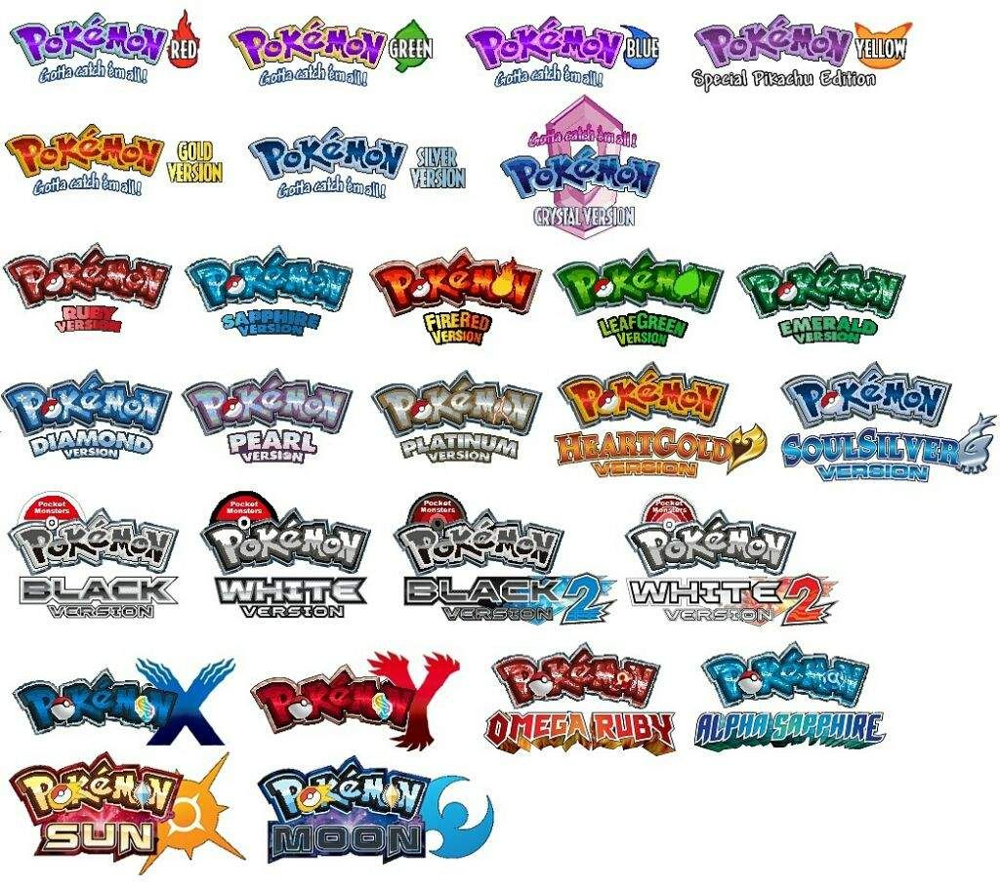 POKéMON RED
Gotta catch 'em all!
POKéMON GREEN
Gotta catch 'em all!
POKéMON BLUE
Gotta catch 'em all!
POKéMON YELLOW
Special Pikachu Edition
POKéMON GOLD VERSION
Gotta catch 'em all!
POKéMON SILVER VERSION
Gotta catch 'em all!
Gotta catch 'em all!
POKéMON
CRYSTAL VERSION
POKéMON
RUBY
VERSION
POKéMON
SAPPHIRE
VERSION
POKéMON
FIRERED
VERSION
POKéMON
LEAFGREEN
VERSION
POKéMON
EMERALD
VERSION
POKéMON
DIAMOND
VERSION
POKéMON
PEARL
VERSION
POKéMON
PLATINUM
VERSION
POKéMON
HEARTGOLD
VERSION
POKéMON
SOULSILVER
VERSION
Pocket
Monsters
POKéMON
BLACK
VERSION
Pocket
Monsters
POKéMON
WHITE
VERSION
Pocket
Monsters
POKéMON
BLACK 2
VERSION
Pocket
Monsters
POKéMON
WHITE 2
VERSION
POKéMON X
POKéMON Y
POKéMON
OMEGA RUBY
POKéMON
ALPHA SAPPHIRE
POKéMON
SUN
POKéMON
MOON